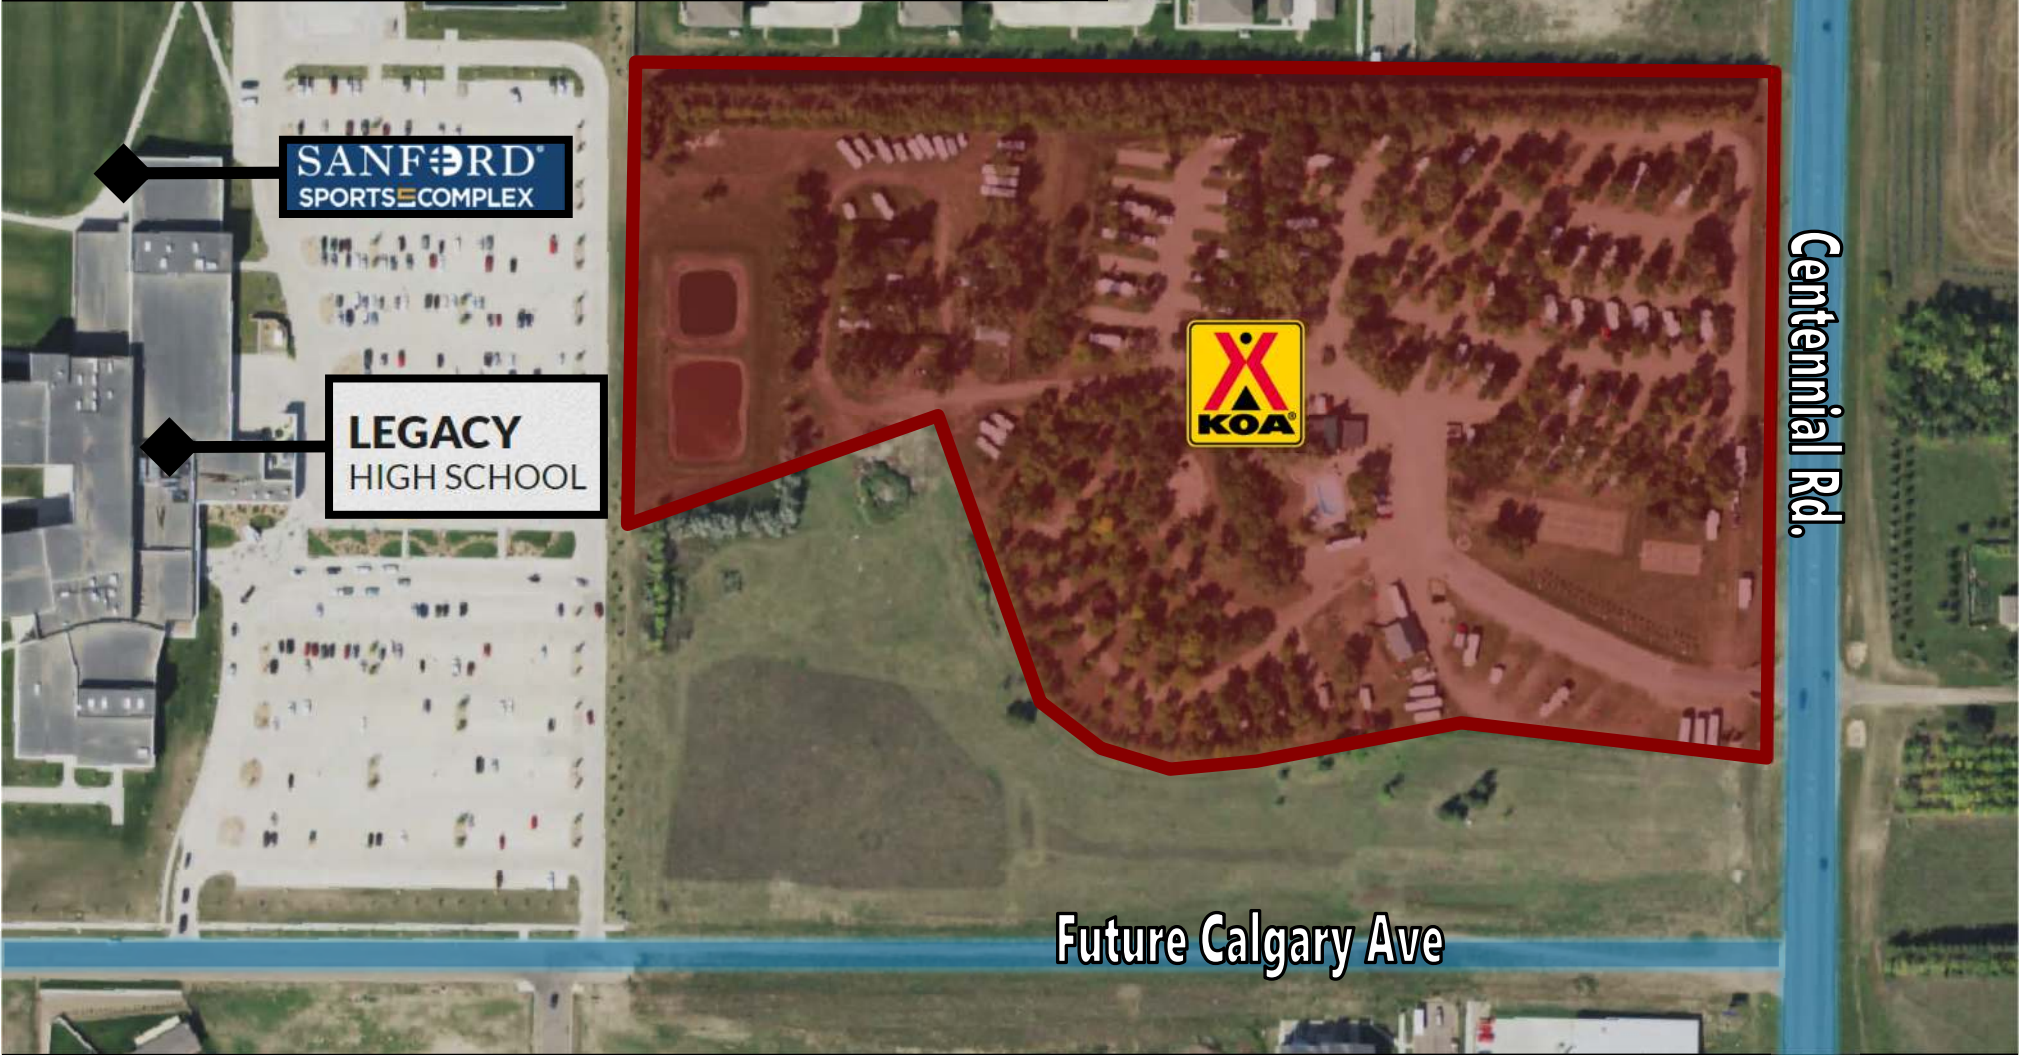 SANFORD®
SPORTS COMPLEX
LEGACY
HIGH SCHOOL
KOA®
Centennial Rd.
Future Calgary Ave